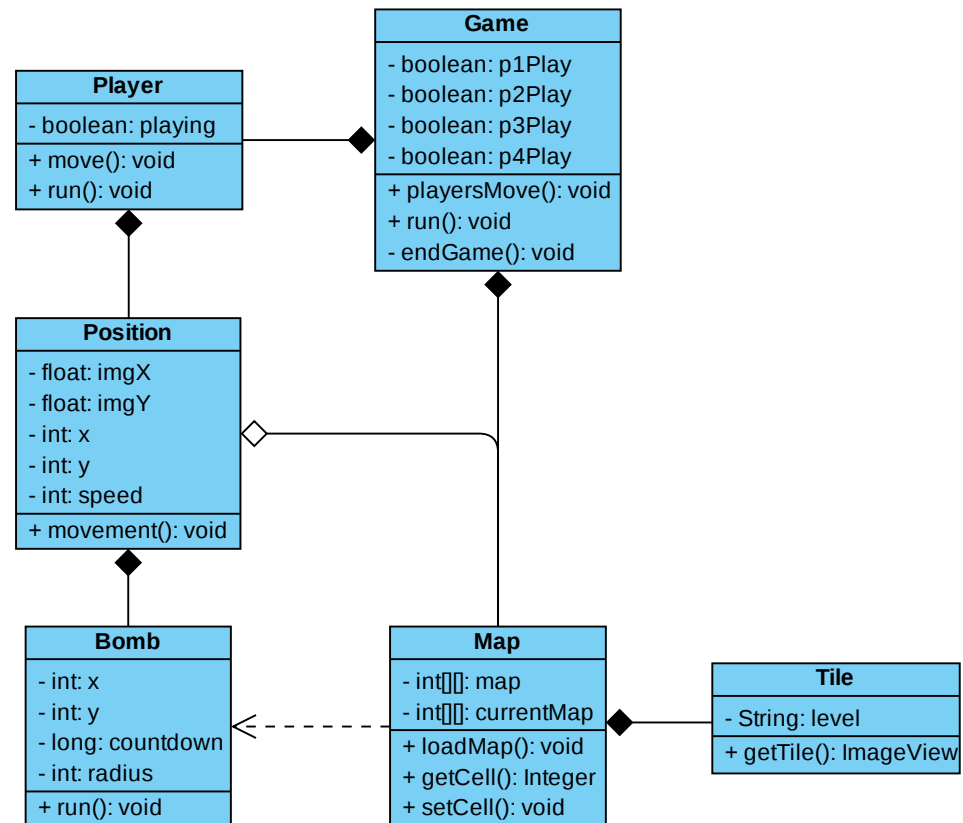 Game
- boolean: p1Play
- boolean: p2Play
- boolean: p3Play
- boolean: p4Play
+ playersMove(): void
+ run(): void
- endGame(): void
Player
- boolean: playing
+ move(): void
+ run(): void
Position
- float: imgX
- float: imgY
- int: x
- int: y
- int: speed
+ movement(): void
Bomb
- int: x
- int: y
- long: countdown
- int: radius
+ run(): void
Map
- int[][]: map
- int[][]: currentMap
+ loadMap(): void
+ getCell(): Integer
+ setCell(): void
Tile
- String: level
+ getTile(): ImageView